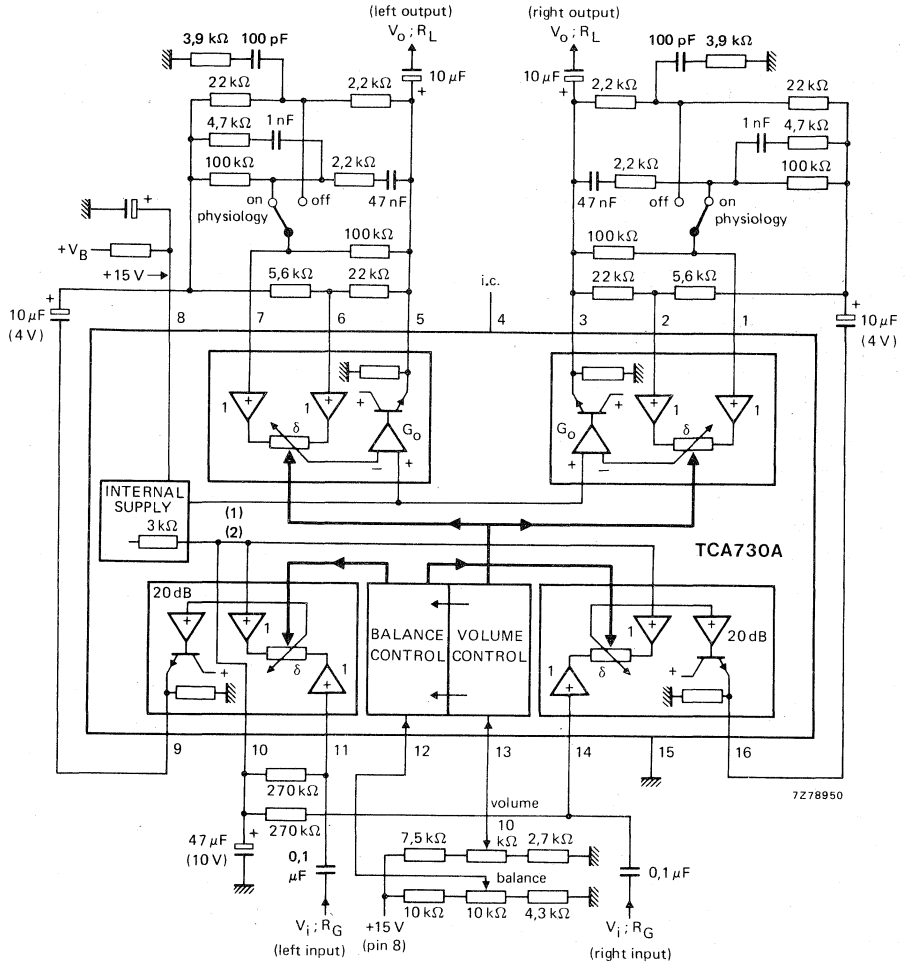 (left output)
Vo ; RL
(right output)
Vo ; RL
3,9 kΩ
100 pF
10 µF
+
22 kΩ
2,2 kΩ
4,7 kΩ
1 nF
100 kΩ
2,2 kΩ
47 nF
on
off
physiology
100 kΩ
5,6 kΩ
22 kΩ
+
+VB
+15 V
+
10 µF
(4 V)
100 pF
3,9 kΩ
10 µF
+
2,2 kΩ
22 kΩ
1 nF
4,7 kΩ
2,2 kΩ
100 kΩ
47 nF
off
on
physiology
100 kΩ
22 kΩ
5,6 kΩ
+
10 µF
(4 V)
i.c.
8
7
6
5
4
3
2
1
+
1
+
1
δ
+
Go
−
+
+
Go
+
−
+
1
+
1
δ
INTERNAL
SUPPLY
3 kΩ
(1)
(2)
TCA730A
20 dB
+
+
1
δ
+
1
+
BALANCE
CONTROL
VOLUME
CONTROL
+
1
δ
+
1
+
20 dB
+
9
10
11
12
13
14
15
16
7Z78950
270 kΩ
270 kΩ
47 µF
(10 V)
+
0,1
µF
Vi ; RG
(left input)
volume
10
kΩ
7,5 kΩ
2,7 kΩ
balance
10 kΩ
10 kΩ
4,3 kΩ
+15 V
(pin 8)
0,1 µF
Vi ; RG
(right input)